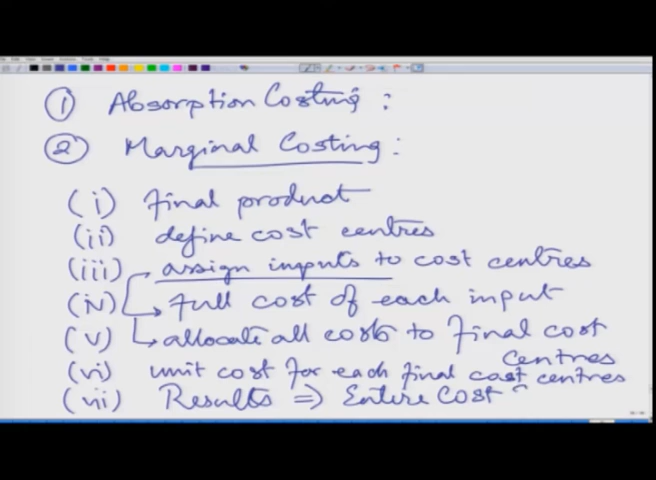 ① Absorption Costing :
② Marginal Costing :
(i) final product
(ii) define cost centres
(iii) assign inputs to cost centres
(iv) full cost of each input
(v) allocate all costs to final cost
centres
(vi) unit cost for each final cost centres
(vii) Results ⇒ Entire Cost